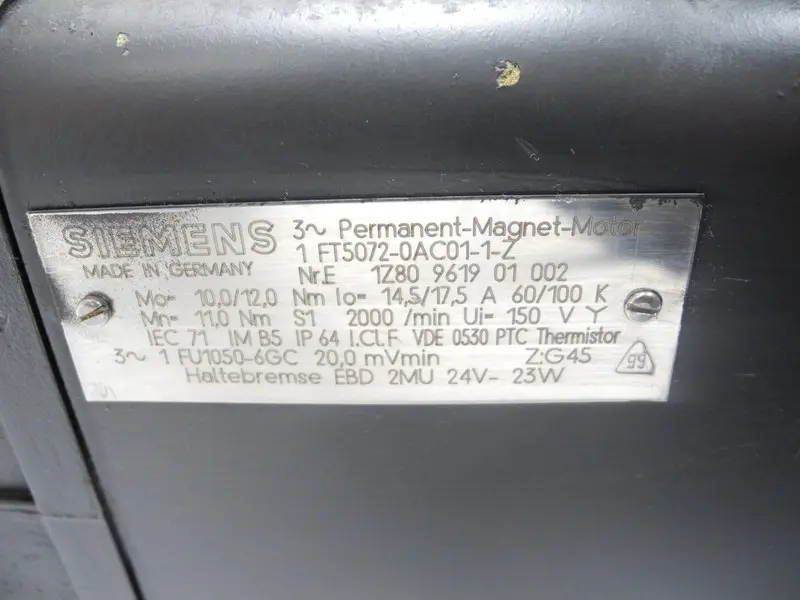 SIEMENS 3~ Permanent-Magnet-Motor
1 FT5072-0AC01-1-Z
MADE IN GERMANY Nr.E 1Z80 9619 01 002
Mo= 10,0/12,0 Nm Io= 14,5/17,5 A 60/100 K
Mn= 11,0 Nm S1 2000 /min Ui= 150 V Y
IEC 71 IM B5 IP 64 I.CL.F VDE 0530 PTC Thermistor
3~ 1 FU1050-6GC 20,0 mVmin Z:G45
Haltebremse EBD 2MU 24V- 23W